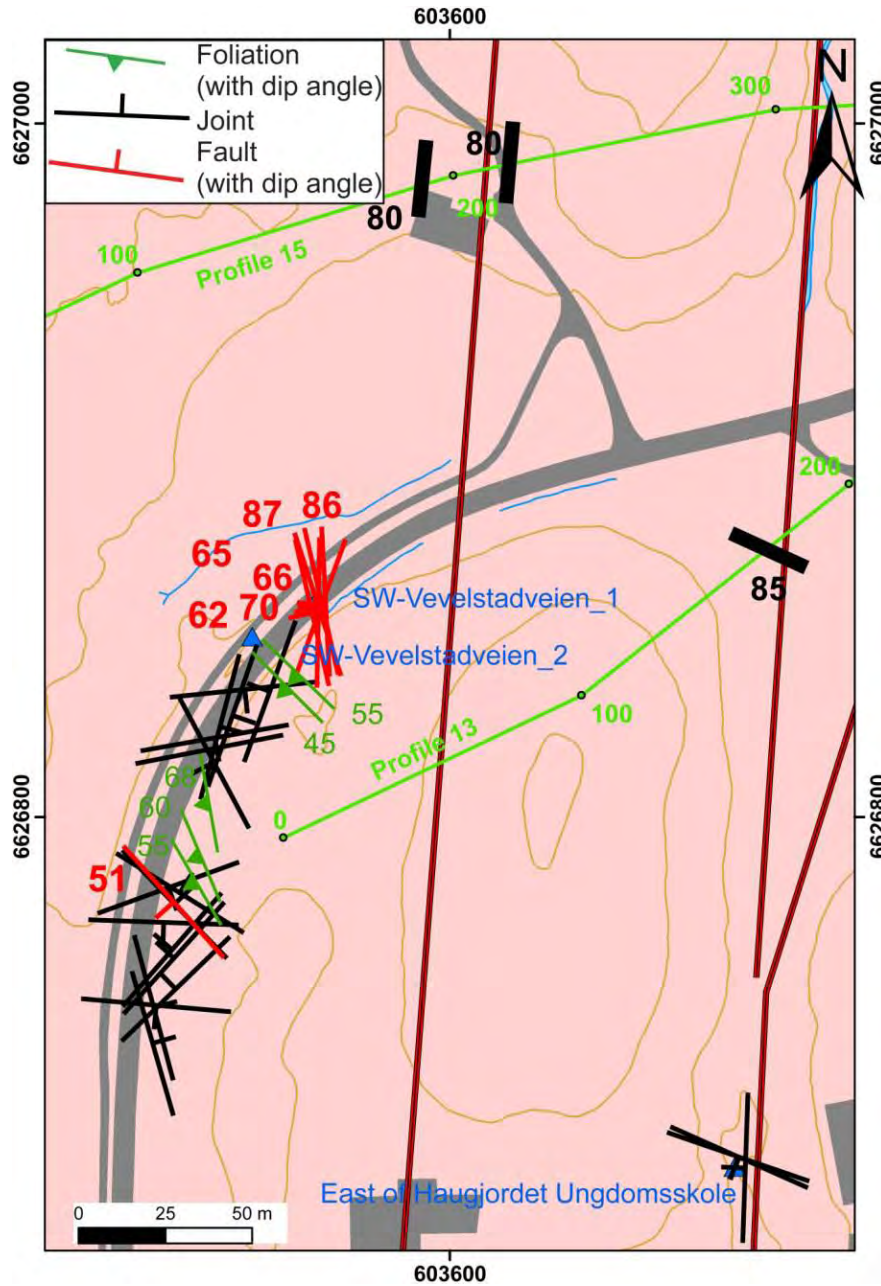 603600
Foliation
(with dip angle)
Joint
Fault
(with dip angle)
N
300
6627000
6627000
80
80
200
100
Profile 15
200
87
86
65
66
85
62
70
SW-Vevelstadveien_1
SW-Vevelstadveien_2
55
45
100
Profile 13
68
60
0
6626800
6626800
55
51
East of Haugjordet Ungdomsskole
0
25
50 m
603600